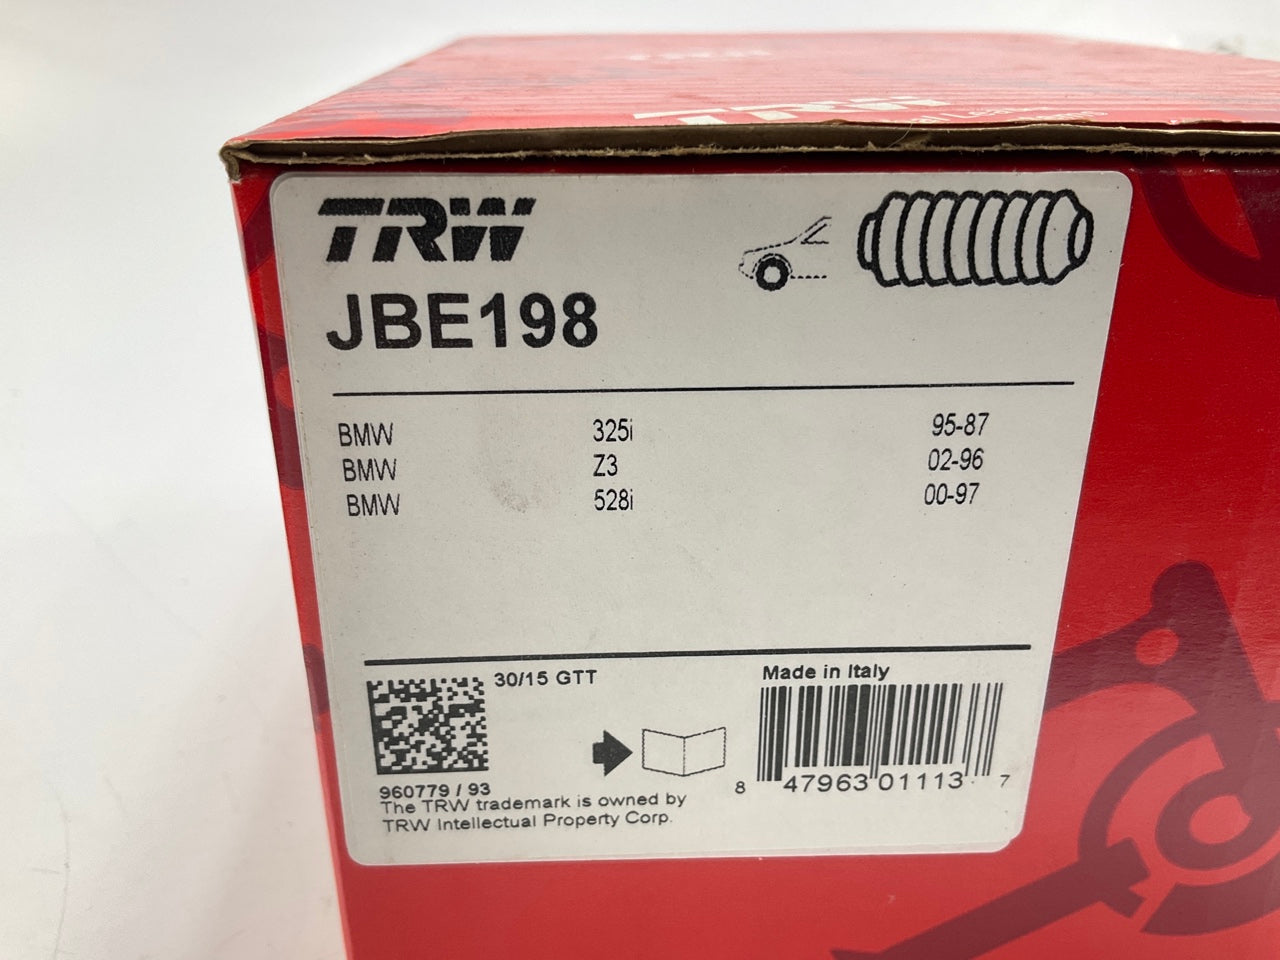 TRW
TRW
JBE198
BMW 325i 95-87
BMW Z3 02-96
BMW 528i 00-97
30/15 GTT
Made in Italy
960779 / 93
8 47963 01113 7
The TRW trademark is owned by
TRW Intellectual Property Corp.